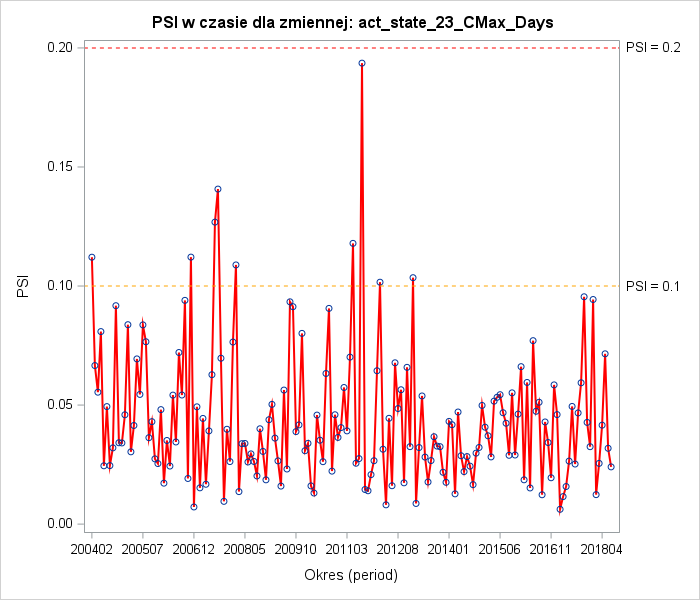 PSI w czasie dla zmiennej: act_state_23_CMax_Days
0.20
PSI = 0.2
0.15
PSI
0.10
PSI = 0.1
0.05
0.00
200402 200507 200612 200805 200910 201103 201208 201401 201506 201611 201804
Okres (period)